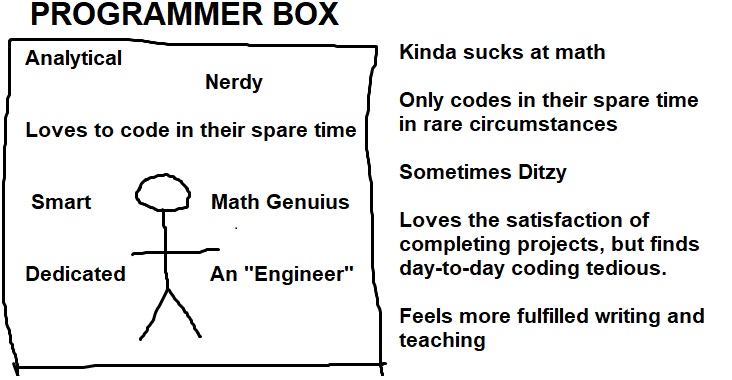 PROGRAMMER BOX
Analytical
Nerdy
Loves to code in their spare time
Smart
Math Genuius
Dedicated
An "Engineer"
Kinda sucks at math
Only codes in their spare time
in rare circumstances
Sometimes Ditzy
Loves the satisfaction of
completing projects, but finds
day-to-day coding tedious.
Feels more fulfilled writing and
teaching